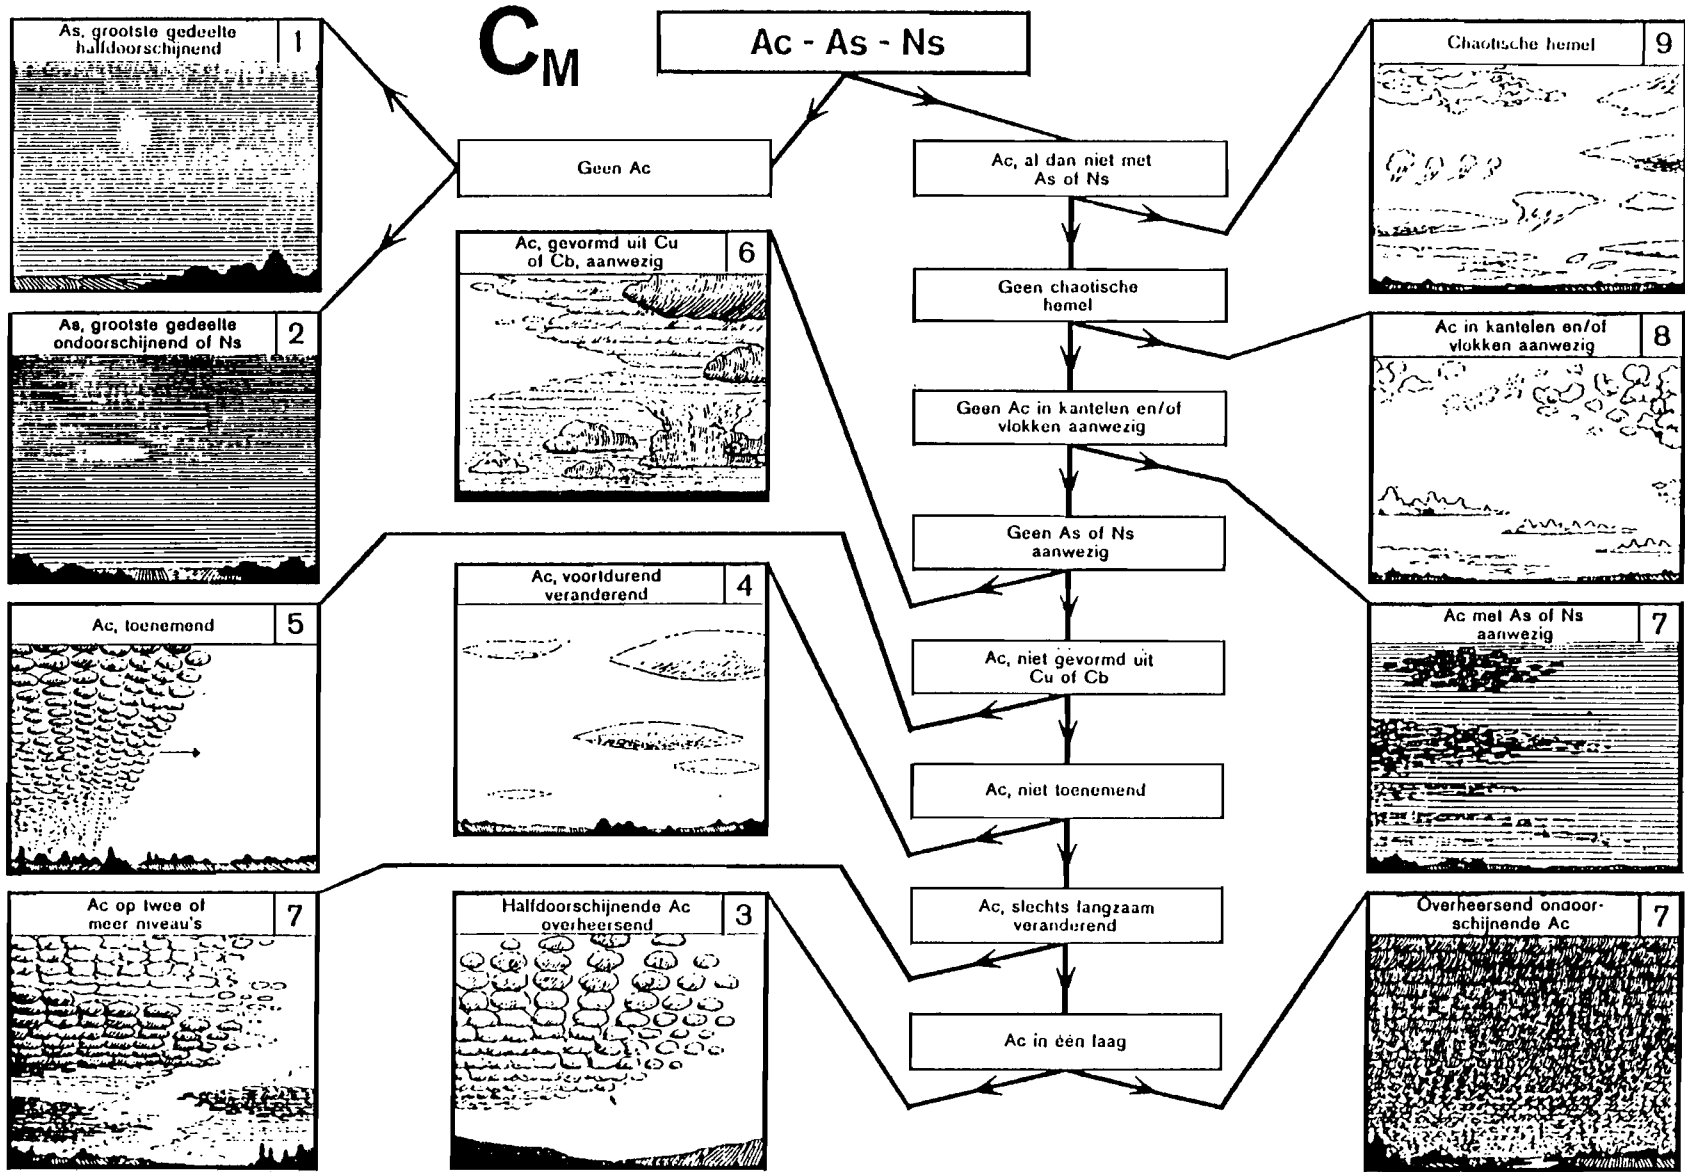 C_M
Ac - As - Ns
As, grootste gedeelte
halfdoorschijnend
1
Chaotische hemel
9
Geen Ac
Ac, al dan niet met
As of Ns
Ac, gevormd uit Cu
of Cb, aanwezig
6
Geen chaotische
hemel
As, grootste gedeelte
ondoorschijnend of Ns
2
Ac in kantelen en/of
vlokken aanwezig
8
Geen Ac in kantelen en/of
vlokken aanwezig
Geen As of Ns
aanwezig
Ac, voortdurend
veranderend
4
Ac, toenemend
5
Ac met As of Ns
aanwezig
7
Ac, niet gevormd uit
Cu of Cb
Ac, niet toenemend
Ac op twee of
meer niveau's
7
Halfdoorschijnende Ac
overheersend
3
Ac, slechts langzaam
veranderend
Overheersend ondoor-
schijnende Ac
7
Ac in één laag